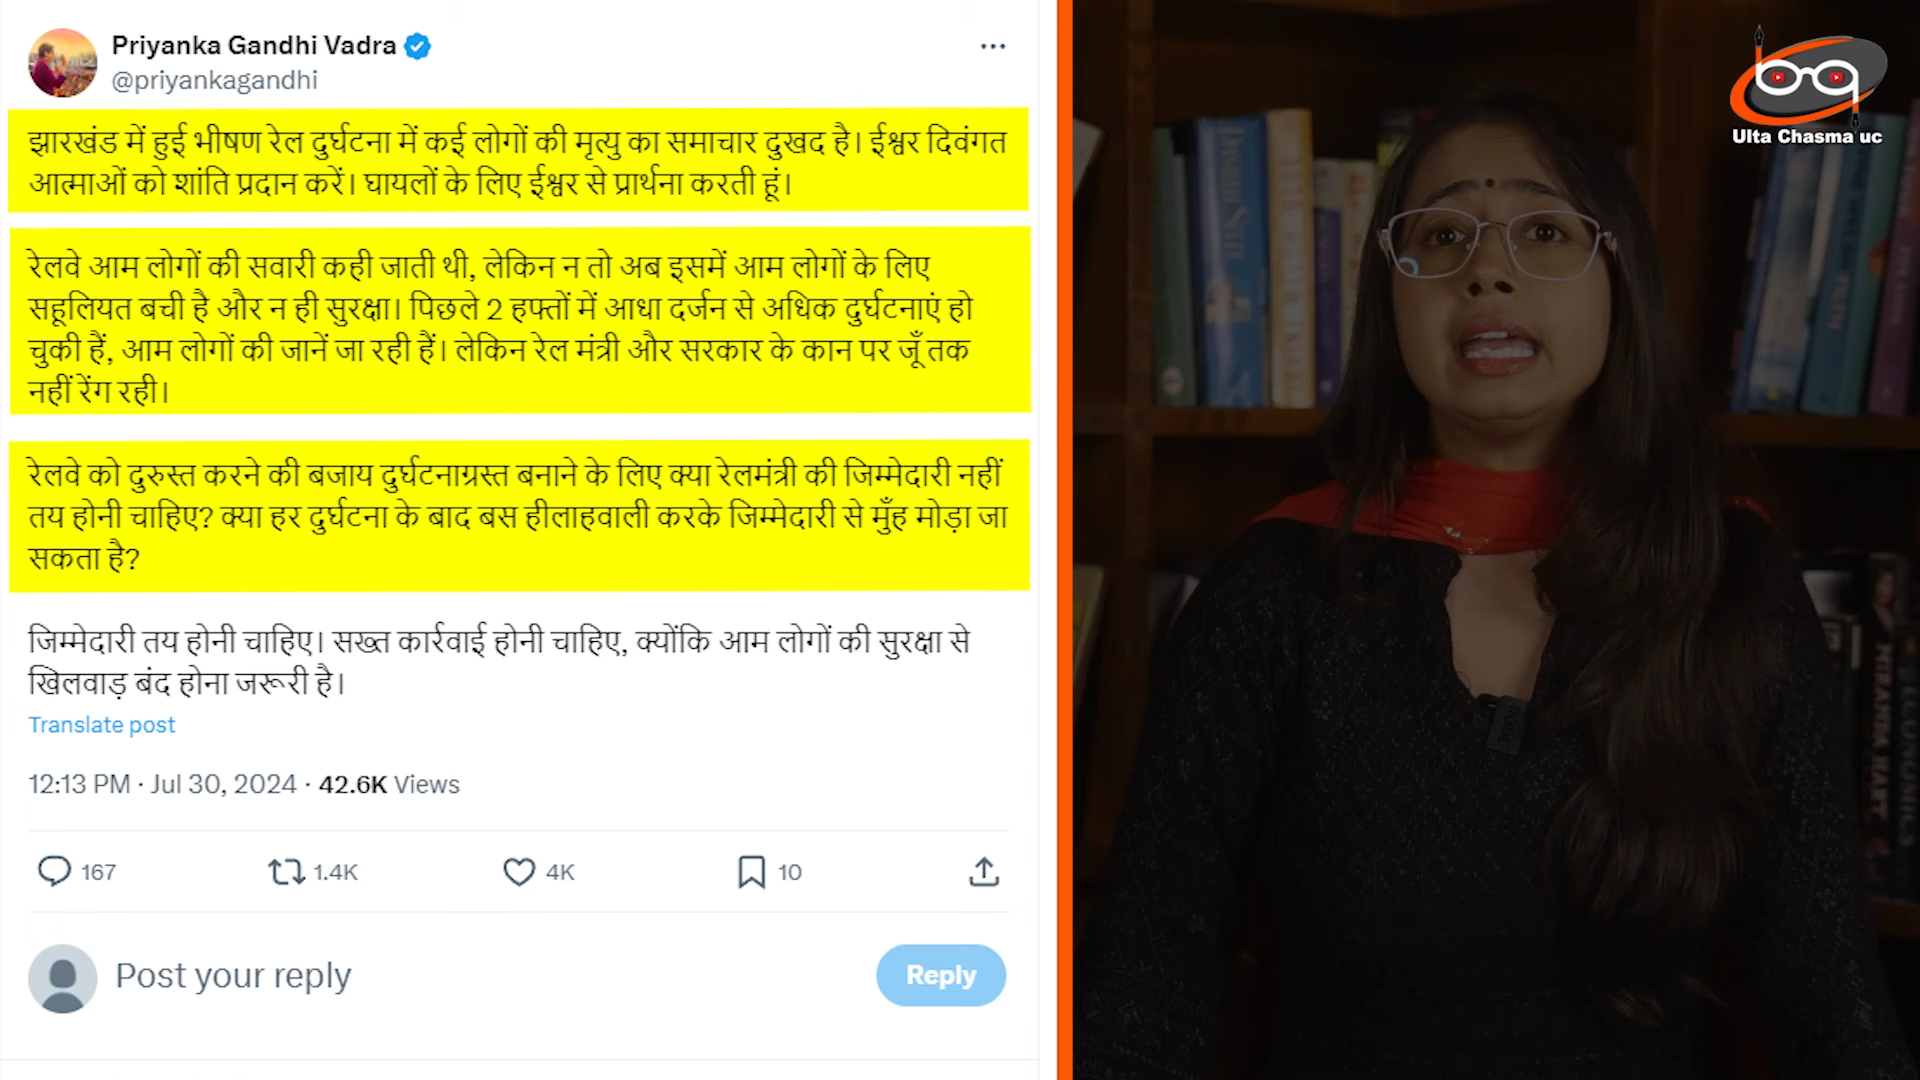 Priyanka Gandhi Vadra
@priyankagandhi
झारखंड में हुई भीषण रेल दुर्घटना में कई लोगों की मृत्यु का समाचार दुखद है। ईश्वर दिवंगत
आत्माओं को शांति प्रदान करें। घायलों के लिए ईश्वर से प्रार्थना करती हूं।
रेलवे आम लोगों की सवारी कही जाती थी, लेकिन न तो अब इसमें आम लोगों के लिए
सहूलियत बची है और न ही सुरक्षा। पिछले 2 हफ्तों में आधा दर्जन से अधिक दुर्घटनाएं हो
चुकी हैं, आम लोगों की जानें जा रही हैं। लेकिन रेल मंत्री और सरकार के कान पर जूँ तक
नहीं रेंग रही।
रेलवे को दुरुस्त करने की बजाय दुर्घटनाग्रस्त बनाने के लिए क्या रेलमंत्री की जिम्मेदारी नहीं
तय होनी चाहिए? क्या हर दुर्घटना के बाद बस हीलाहवाली करके जिम्मेदारी से मुँह मोड़ा जा
सकता है?
जिम्मेदारी तय होनी चाहिए। सख्त कार्रवाई होनी चाहिए, क्योंकि आम लोगों की सुरक्षा से
खिलवाड़ बंद होना जरूरी है।
Translate post
12:13 PM · Jul 30, 2024 · 42.6K Views
167 1.4K 4K 10
Post your reply
Reply
Ulta Chasma uc
RODE
MIRANDA HART
ECONOMICS